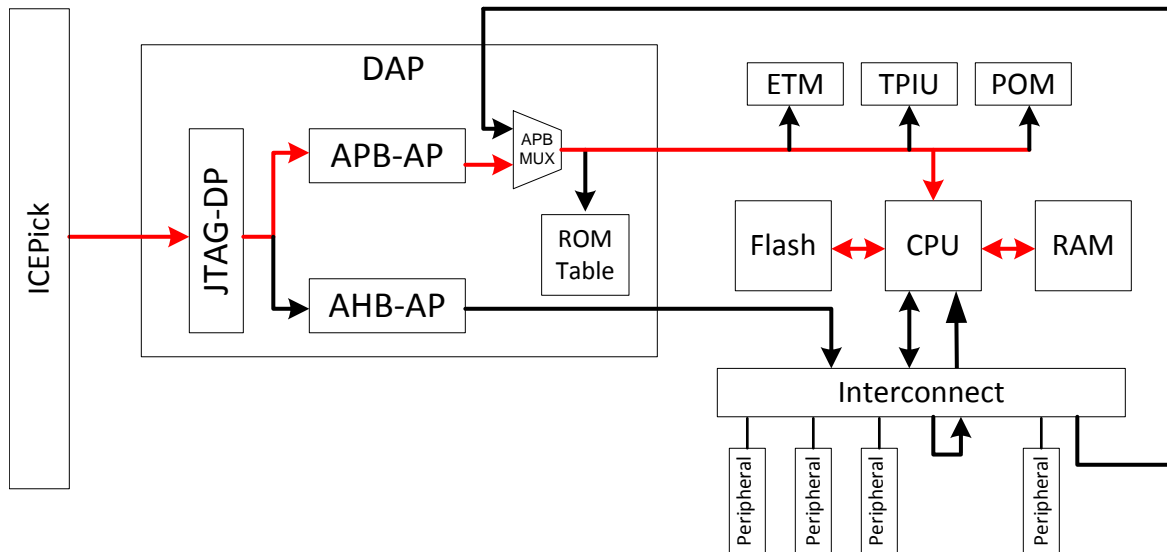 ICEPick
DAP
JTAG-DP
APB-AP
AHB-AP
APB
MUX
ROM
Table
ETM
TPIU
POM
Flash
CPU
RAM
Interconnect
Peripheral
Peripheral
Peripheral
Peripheral